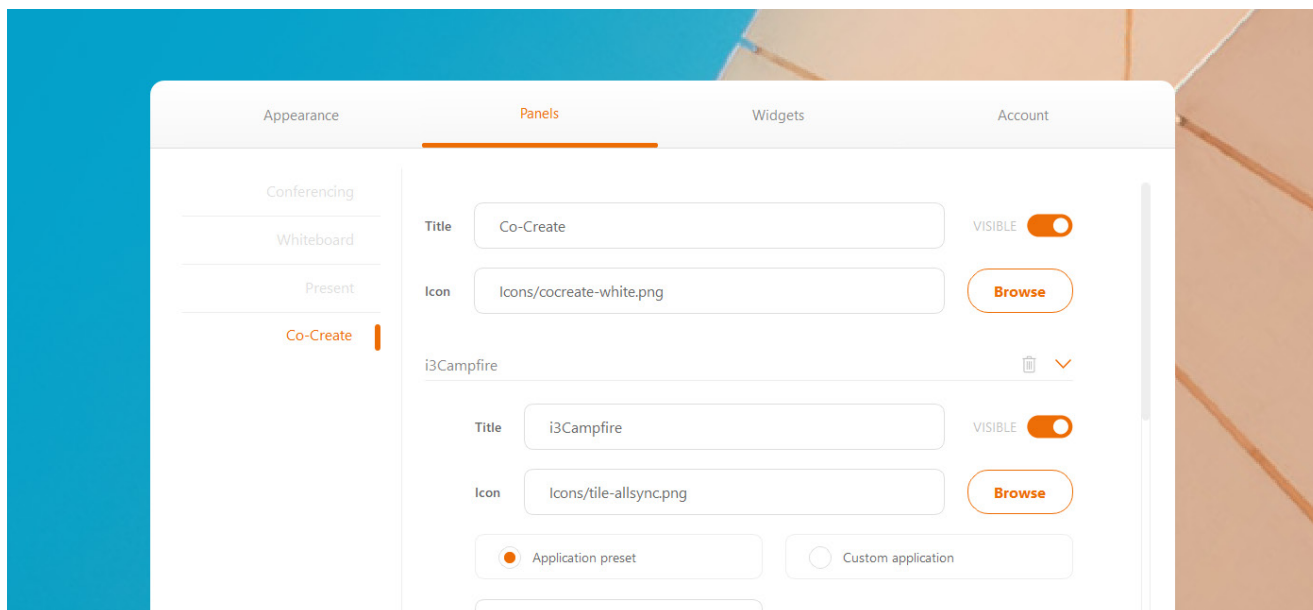 Appearance Panels Widgets Account
Conferencing
Whiteboard
Present
Co-Create
Title Co-Create VISIBLE
Icon Icons/cocreate-white.png Browse
i3Campfire
Title i3Campfire VISIBLE
Icon Icons/tile-allsync.png Browse
Application preset Custom application